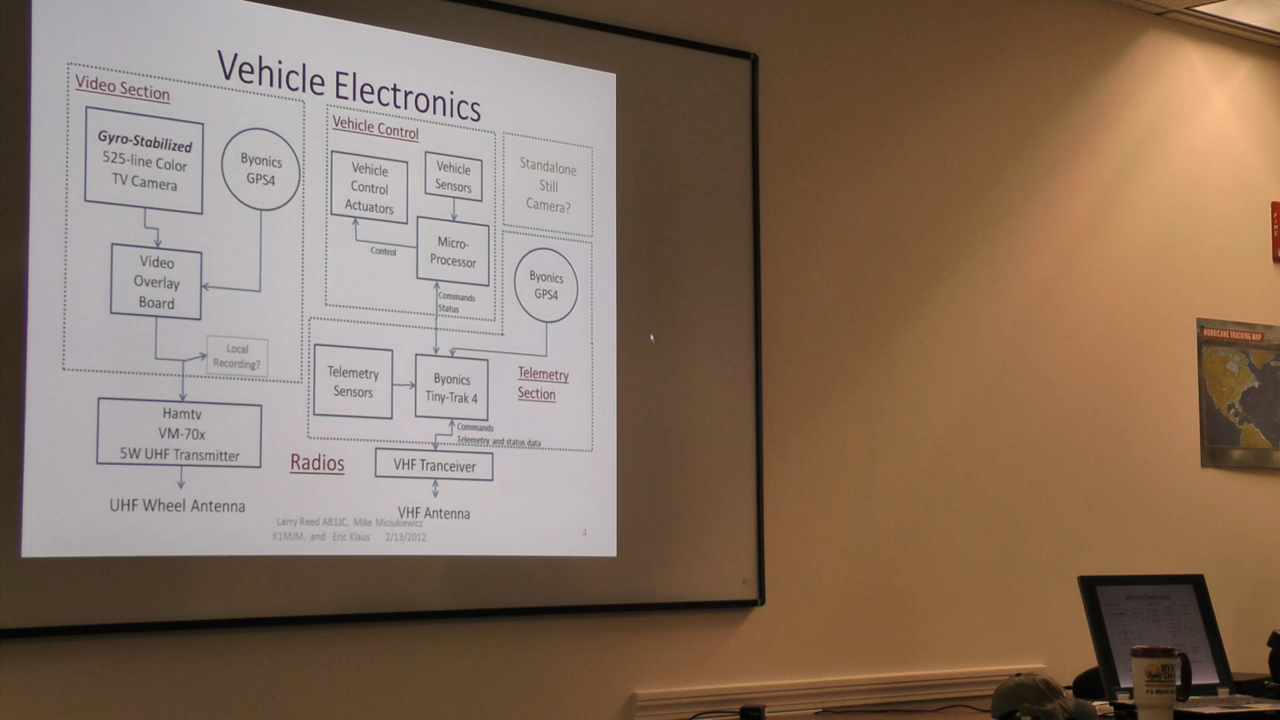 Vehicle Electronics
Video Section
Gyro-Stabilized
525-line Color
TV Camera
Byonics
GPS4
Video
Overlay
Board
Local
Recording?
Hamtv
VM-70x
5W UHF Transmitter
UHF Wheel Antenna
Vehicle Control
Vehicle
Control
Actuators
Vehicle
Sensors
Control
Micro-
Processor
Commands
Status
Standalone
Still
Camera?
Byonics
GPS4
Telemetry
Sensors
Byonics
Tiny-Trak 4
Telemetry
Section
Commands
Telemetry and status data
Radios
VHF Tranceiver
VHF Antenna
Larry Reed AB1JC, Mike Miciukiewicz
K1MJM, and Eric Klaus 2/13/2012
4
FIRE
HURRICANE TRACKING MAP